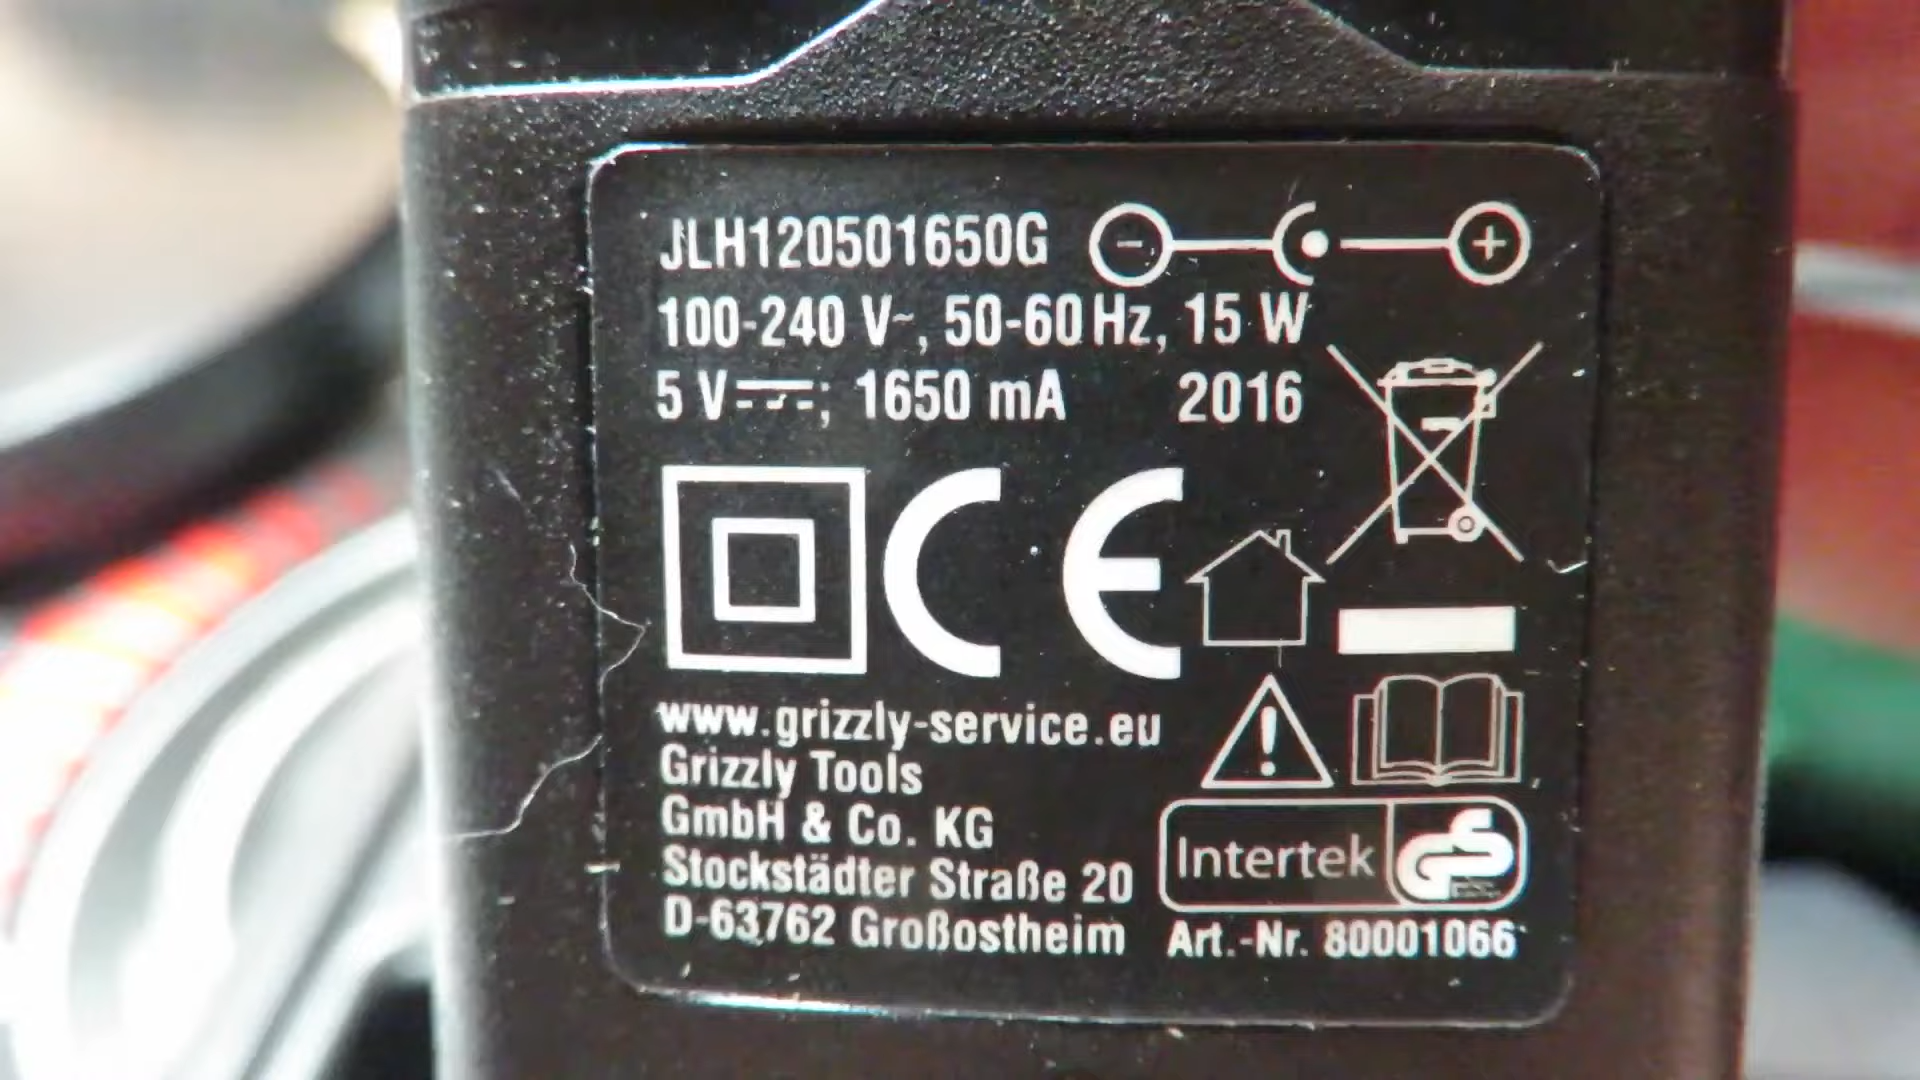 JLH120501650G
100-240 V~, 50-60 Hz, 15 W
5 V⎓; 1650 mA 2016
CE
www.grizzly-service.eu
Grizzly Tools
GmbH & Co. KG
Stockstädter Straße 20
D-63762 Großostheim
Intertek GS
Art.-Nr. 80001066